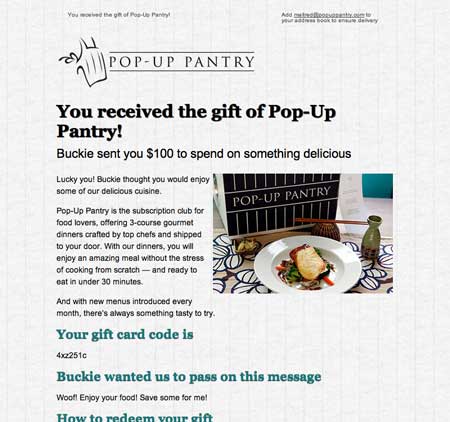 You received the gift of Pop-Up Pantry!
Add melired@popuppantry.com to
your address book to ensure delivery
POP-UP PANTRY
You received the gift of Pop-Up
Pantry!
Buckie sent you $100 to spend on something delicious
Lucky you! Buckie thought you would enjoy
some of our delicious cuisine.
POP-UP PANTRY
Pop-Up Pantry is the subscription club for
food lovers, offering 3-course gourmet
dinners crafted by top chefs and shipped
to your door. With our dinners, you will
enjoy an amazing meal without the stress
of cooking from scratch — and ready to
eat in under 30 minutes.
And with new menus introduced every
month, there's always something tasty to try.
Your gift card code is
4xz251c
Buckie wanted us to pass on this message
Woof! Enjoy your food! Save some for me!
How to redeem your gift